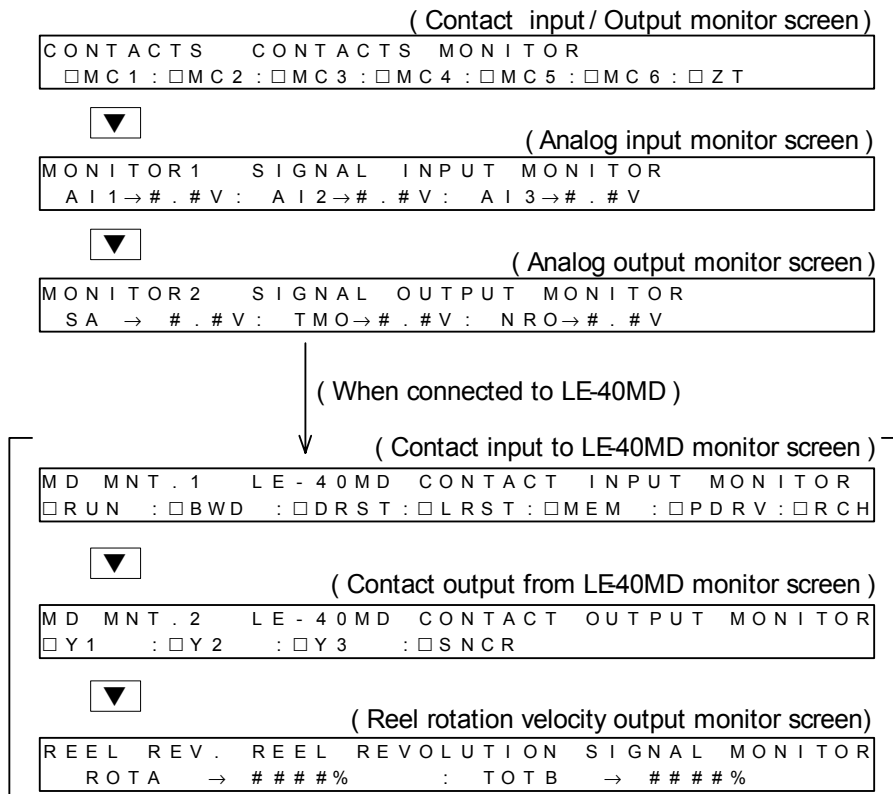 ( Contact input / Output monitor screen )
CONTACTS CONTACTS MONITOR
□MC1 : □MC2 : □MC3 : □MC4 : □MC5 : □MC6 : □ZT
▼
( Analog input monitor screen )
MONITOR1 SIGNAL INPUT MONITOR
AI1→#.#V : AI2→#.#V : AI3→#.#V
▼
( Analog output monitor screen )
MONITOR2 SIGNAL OUTPUT MONITOR
SA → #.#V : TMO→#.#V : NRO→#.#V
( When connected to LE-40MD )
( Contact input to LE-40MD monitor screen )
MD MNT.1 LE-40MD CONTACT INPUT MONITOR
□RUN : □BWD : □DRST : □LRST : □MEM : □PDRV : □RCH
▼
( Contact output from LE-40MD monitor screen )
MD MNT.2 LE-40MD CONTACT OUTPUT MONITOR
□Y1 : □Y2 : □Y3 : □SNCR
▼
( Reel rotation velocity output monitor screen )
REEL REV. REEL REVOLUTION SIGNAL MONITOR
ROTA → ####% : TOTB → ####%